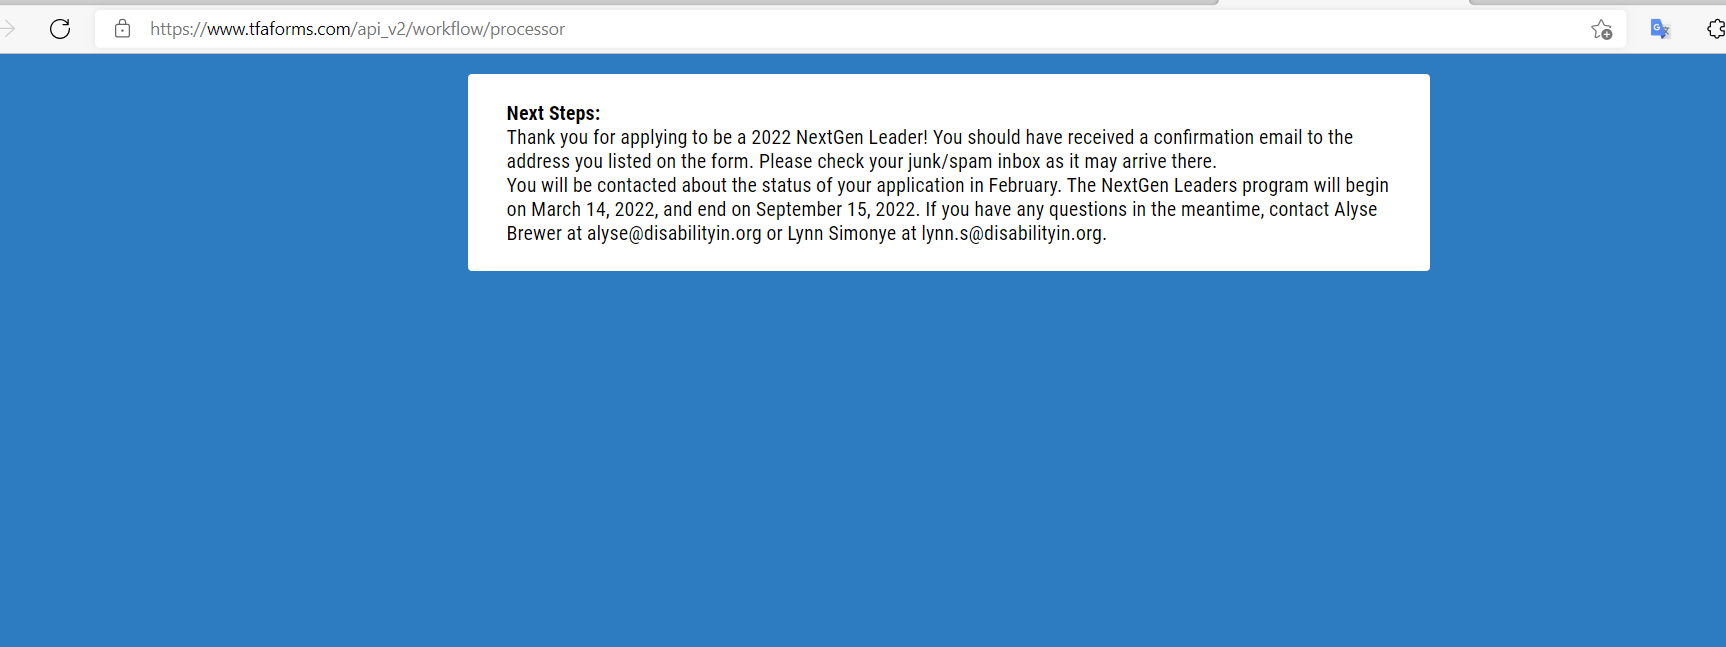 https://www.tfaforms.com/api_v2/workflow/processor
Next Steps:
Thank you for applying to be a 2022 NextGen Leader! You should have received a confirmation email to the
address you listed on the form. Please check your junk/spam inbox as it may arrive there.
You will be contacted about the status of your application in February. The NextGen Leaders program will begin
on March 14, 2022, and end on September 15, 2022. If you have any questions in the meantime, contact Alyse
Brewer at alyse@disabilityin.org or Lynn Simonye at lynn.s@disabilityin.org.